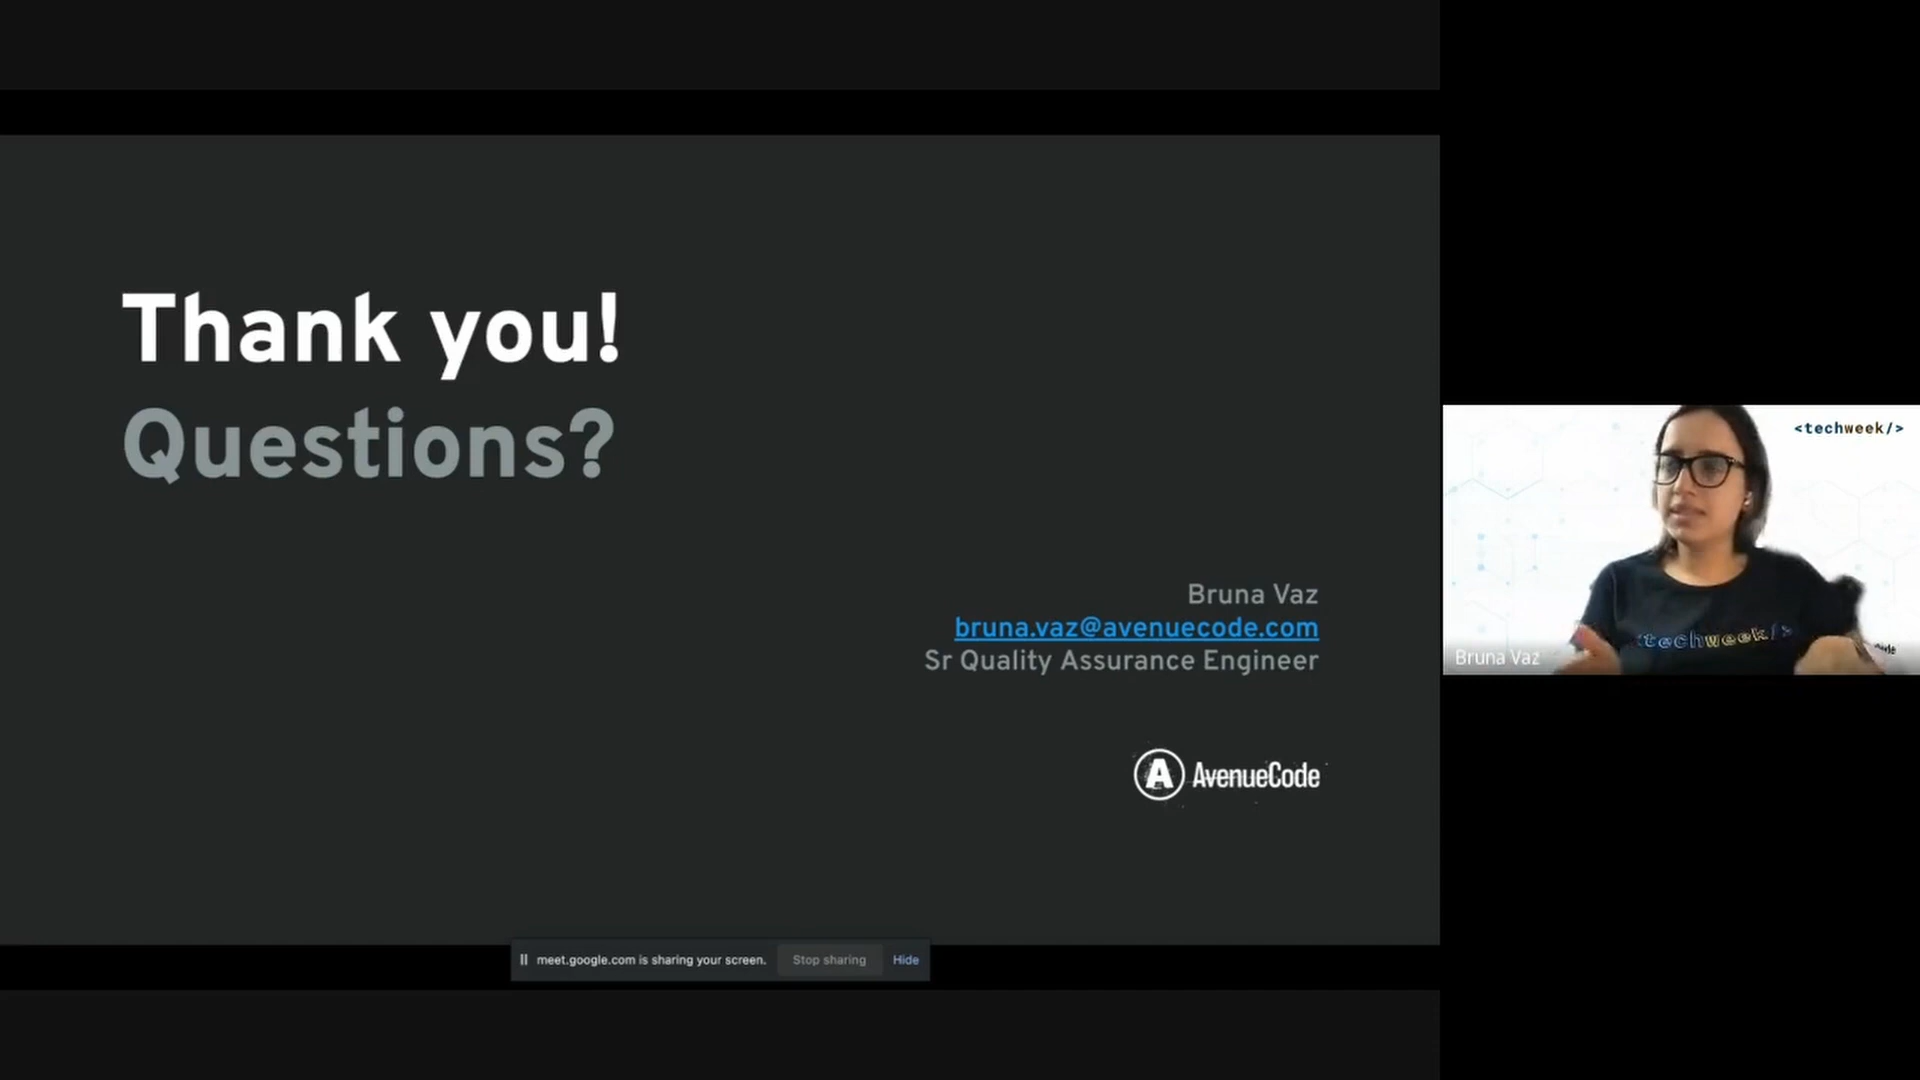 Thank you!
Questions?
Bruna Vaz
bruna.vaz@avenuecode.com
Sr Quality Assurance Engineer
A AvenueCode
meet.google.com is sharing your screen. Stop sharing Hide
<techweek/>
<techweek/>
Bruna Vaz